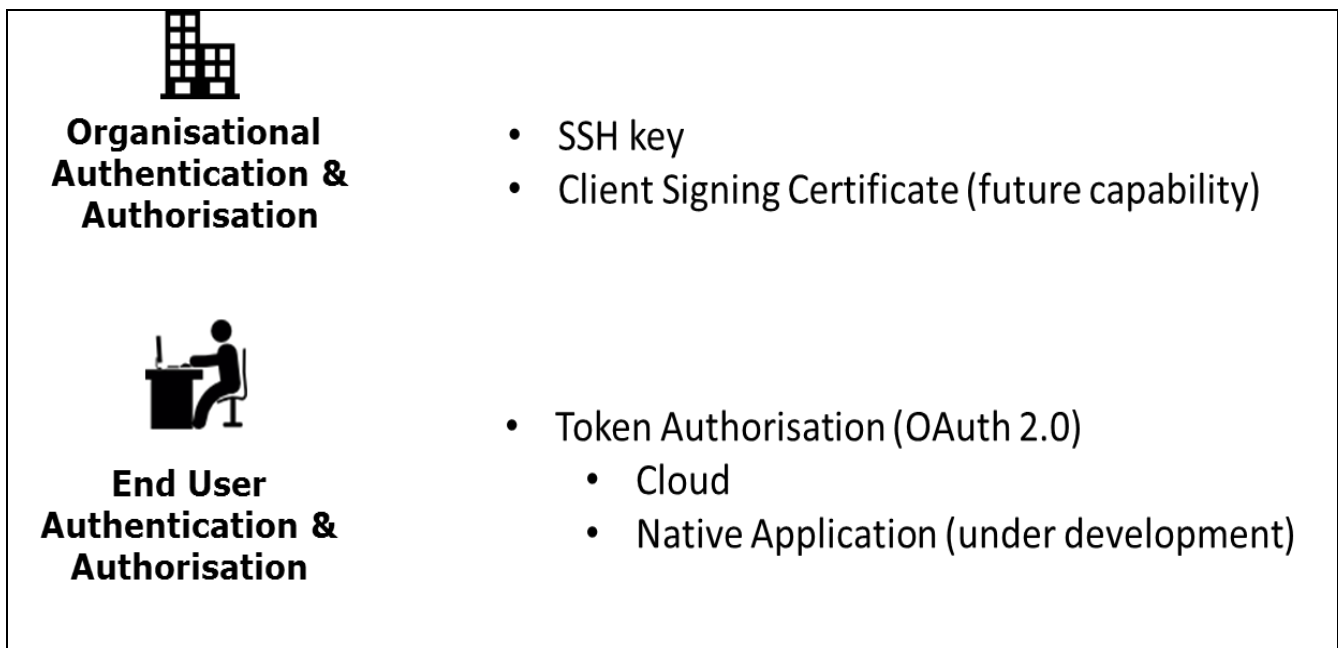 Organisational
Authentication &
Authorisation
• SSH key
• Client Signing Certificate (future capability)
End User
Authentication &
Authorisation
• Token Authorisation (OAuth 2.0)
• Cloud
• Native Application (under development)